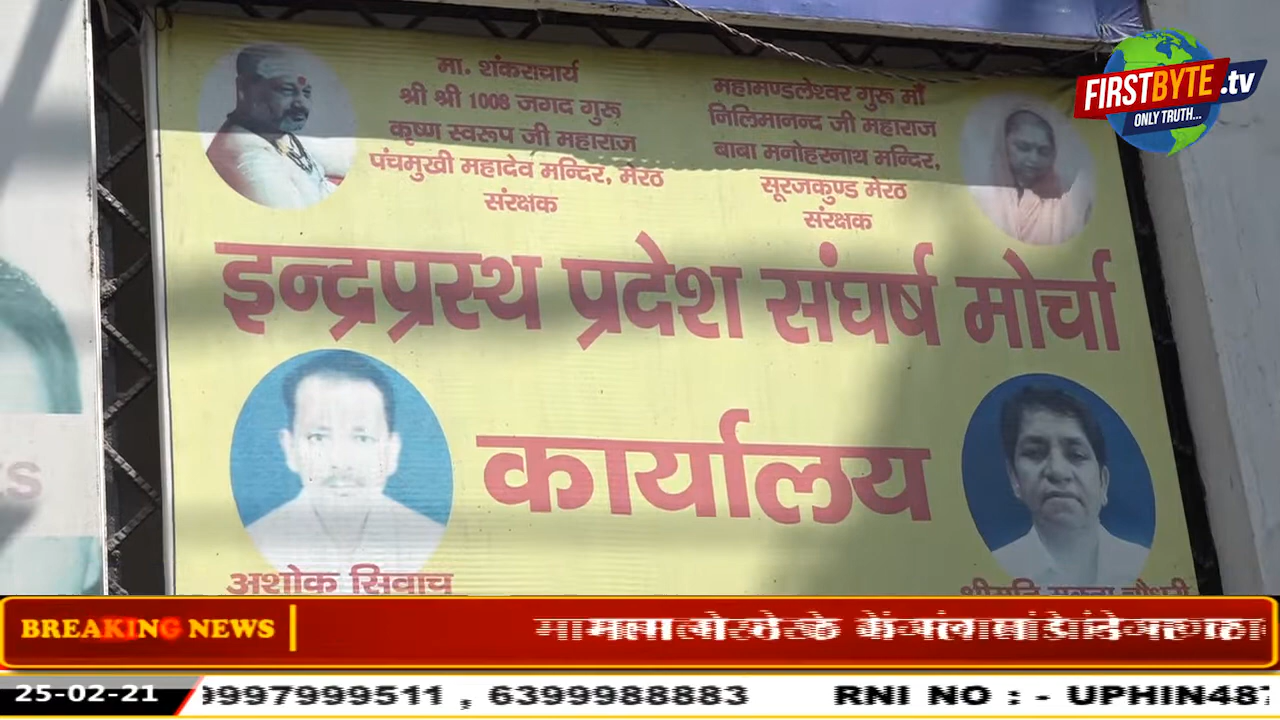 मा. शंकराचार्य
श्री श्री 1008 जगद गुरू
कृष्ण स्वरूप जी महाराज
पंचमुखी महादेव मन्दिर, मेरठ
संरक्षक
महामण्डलेश्वर गुरू माँ
निलिमानन्द जी महाराज
बाबा मनोहरनाथ मन्दिर,
सूरजकुण्ड मेरठ
संरक्षक
FIRSTBYTE.tv
ONLY TRUTH...
इन्द्रप्रस्थ प्रदेश संघर्ष मोर्चा
कार्यालय
अशोक सिवाच
BREAKING NEWS
25-02-21 9997999511 , 6399988883 RNI NO : - UPHIN487